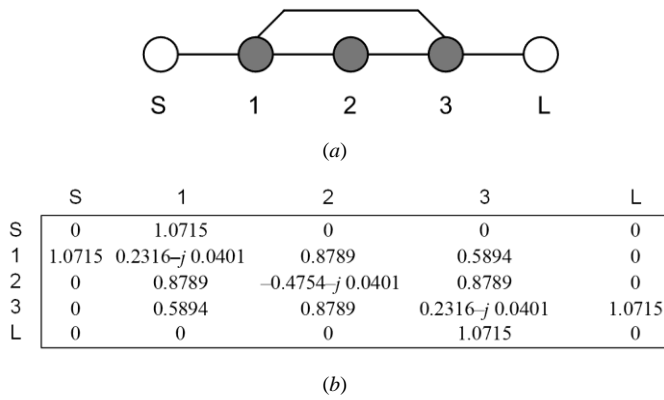 S 1 2 3 L
(a)
S 1 2 3 L
S 0 1.0715 0 0 0
1 1.0715 0.2316–j 0.0401 0.8789 0.5894 0
2 0 0.8789 –0.4754–j 0.0401 0.8789 0
3 0 0.5894 0.8789 0.2316–j 0.0401 1.0715
L 0 0 0 1.0715 0
(b)